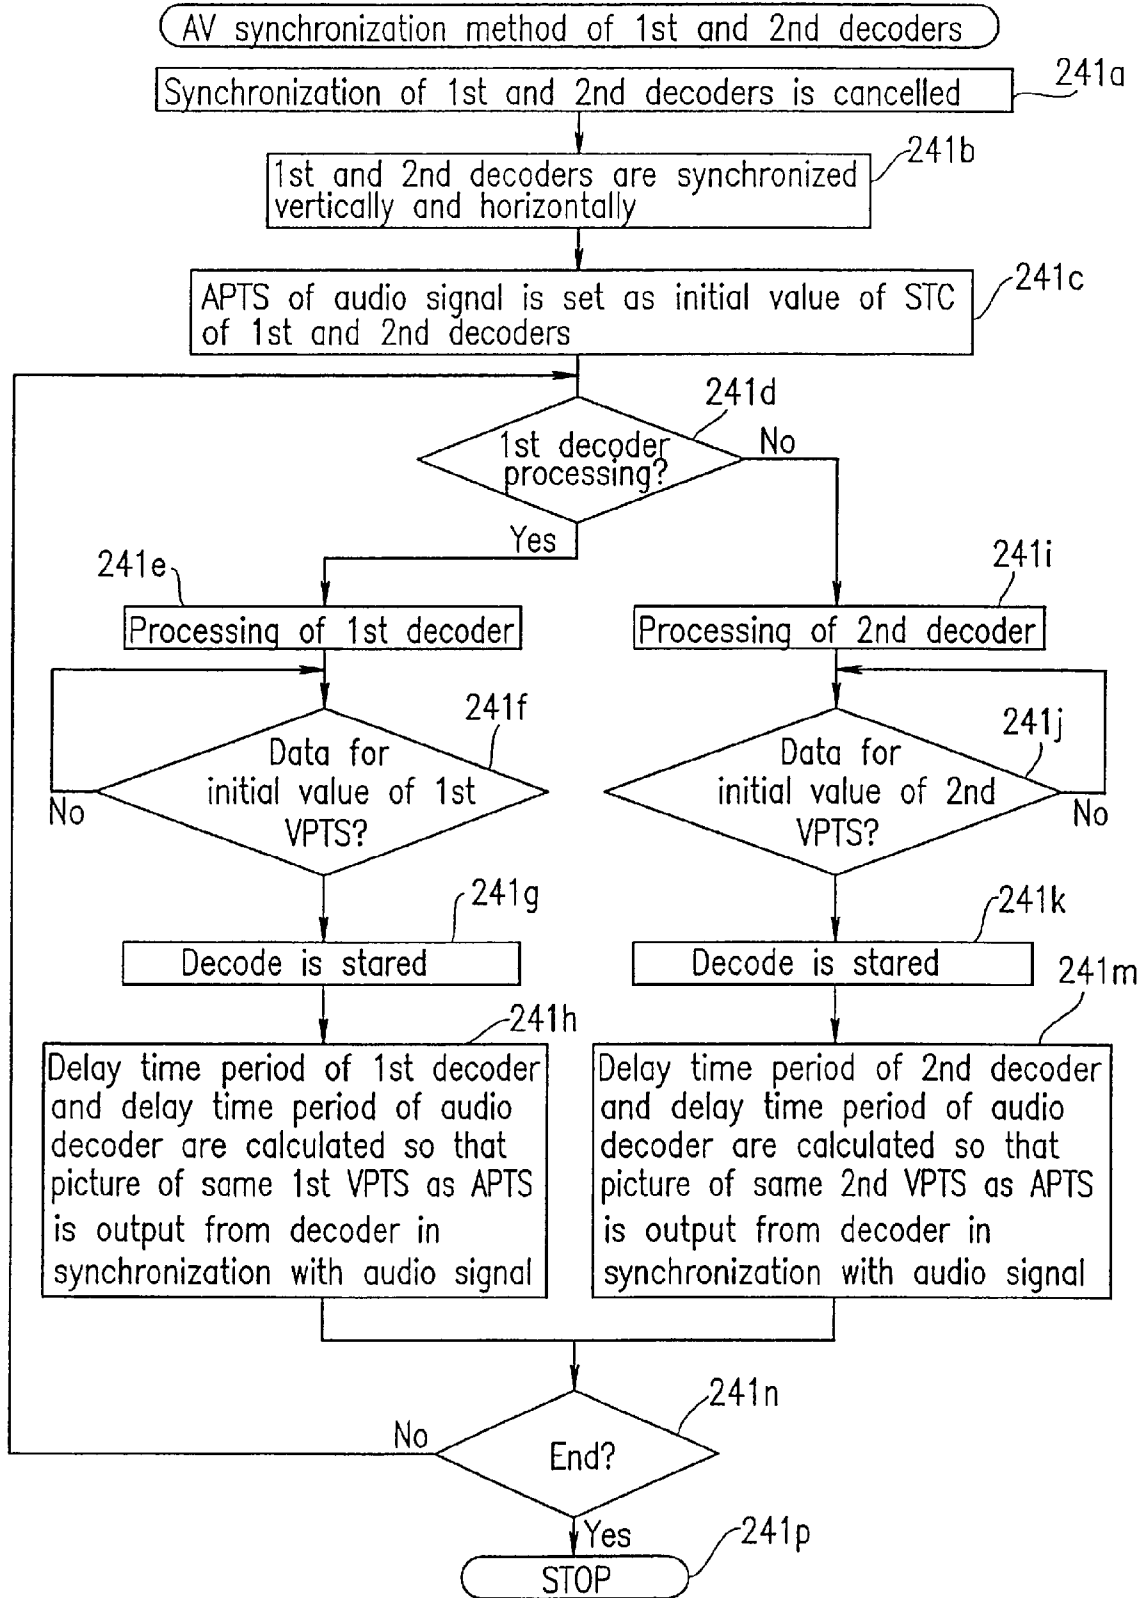 AV synchronization method of 1st and 2nd decoders
241a
Synchronization of 1st and 2nd decoders is cancelled
241b
1st and 2nd decoders are synchronized
vertically and horizontally
241c
APTS of audio signal is set as initial value of STC
of 1st and 2nd decoders
241d
1st decoder
processing?
No
Yes
241e
Processing of 1st decoder
241i
Processing of 2nd decoder
241f
Data for
initial value of 1st
VPTS?
No
241j
Data for
initial value of 2nd
VPTS?
No
241g
Decode is stared
241k
Decode is stared
241h
Delay time period of 1st decoder
and delay time period of audio
decoder are calculated so that
picture of same 1st VPTS as APTS
is output from decoder in
synchronization with audio signal
241m
Delay time period of 2nd decoder
and delay time period of audio
decoder are calculated so that
picture of same 2nd VPTS as APTS
is output from decoder in
synchronization with audio signal
241n
No
End?
Yes
241p
STOP